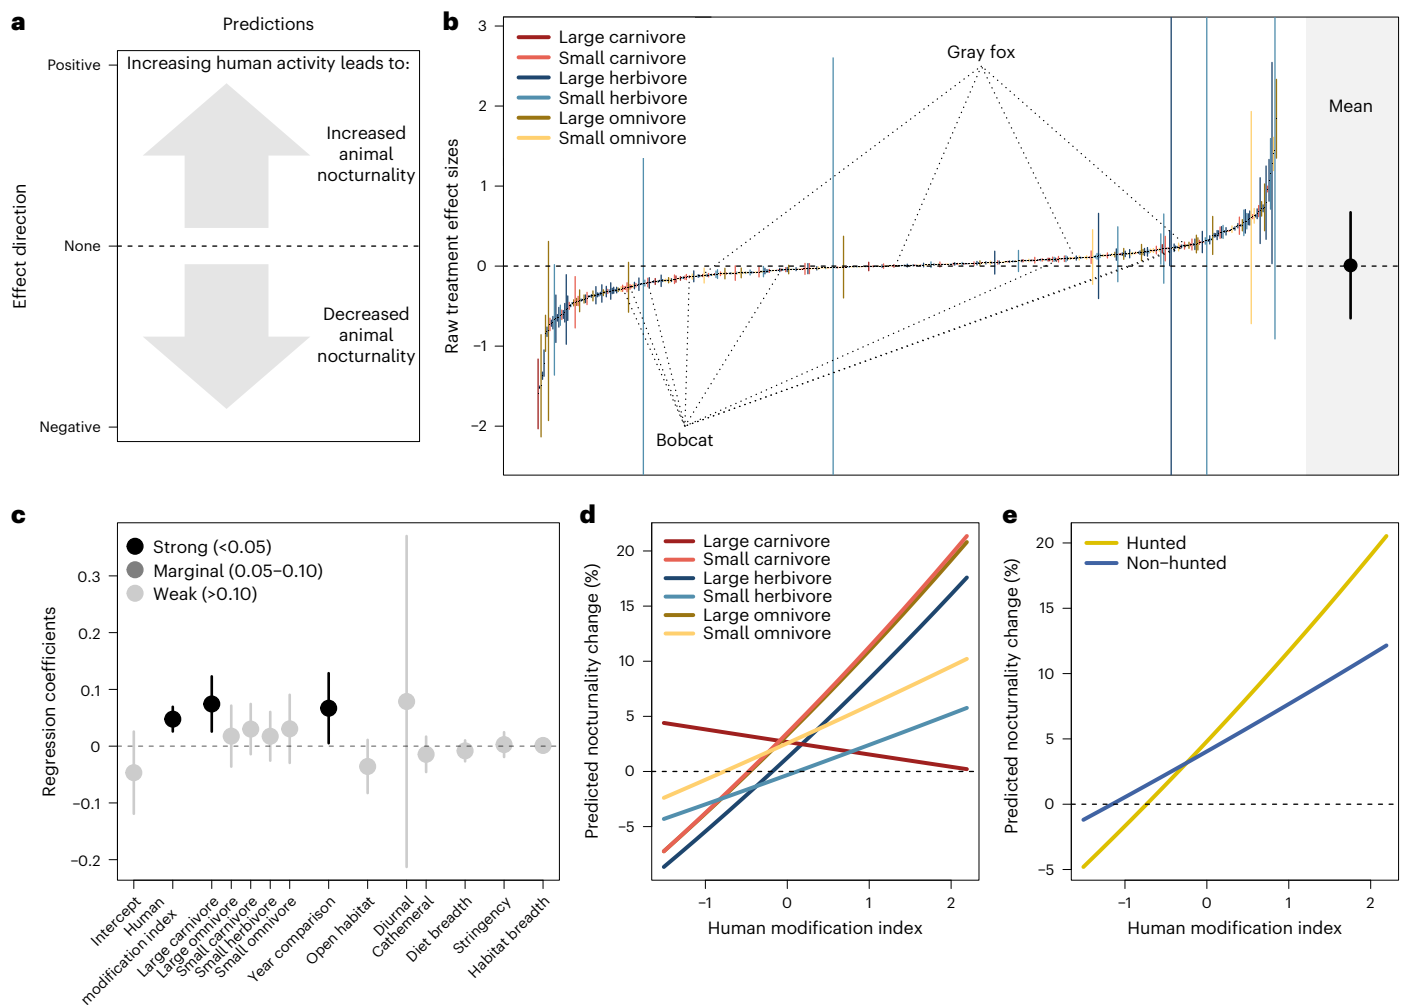 a
Predictions
Positive
Increasing human activity leads to:
Increased
animal
nocturnality
Effect direction
None
Decreased
animal
nocturnality
Negative
b
3
2
1
0
−1
−2
Raw treatment effect sizes
Large carnivore
Small carnivore
Large herbivore
Small herbivore
Large omnivore
Small omnivore
Gray fox
Bobcat
Mean
c
Strong (<0.05)
Marginal (0.05–0.10)
Weak (>0.10)
0.3
0.2
0.1
0
−0.1
−0.2
Regression coefficients
Intercept
Human
modification index
Large carnivore
Large omnivore
Small carnivore
Small herbivore
Small omnivore
Year comparison
Open habitat
Diurnal
Cathemeral
Diet breadth
Stringency
Habitat breadth
d
Large carnivore
Small carnivore
Large herbivore
Small herbivore
Large omnivore
Small omnivore
20
15
10
5
0
−5
Predicted nocturnality change (%)
−1
0
1
2
Human modification index
e
Hunted
Non−hunted
20
15
10
5
0
−5
Predicted nocturnality change (%)
−1
0
1
2
Human modification index